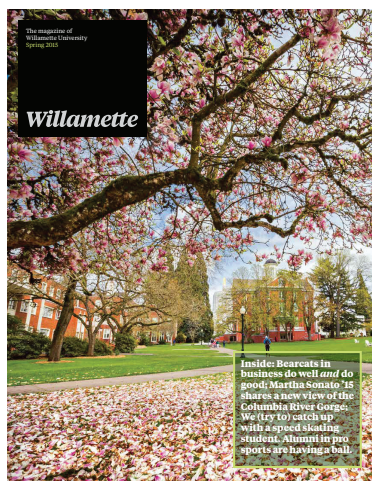 The magazine of
Willamette University
Spring 2015
Willamette
Inside: Bearcats in
business do well and do
good; Martha Sonato ’15
shares a new view of the
Columbia River Gorge;
We (try to) catch up
with a speed skating
student. Alumni in pro
sports are having a ball.